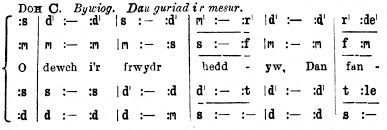 DOH C. Bywiog. Dau guriad i'r mesur.
:s | d' :— :d' | s :— :d' | m' :— :r' | d' :— :d' | r' :de'
:m | m :— :m | m :— :s | s :— :f | m :— :m | f :m
O dewch i'r frwydr hedd - yw, Dan fan -
:s | s :— :s | d' :— :d' | d' :— :t | d' :— :d' | t :le
:d | d :— :d | d :— :m | s :— :s | d' :— :d | s :—